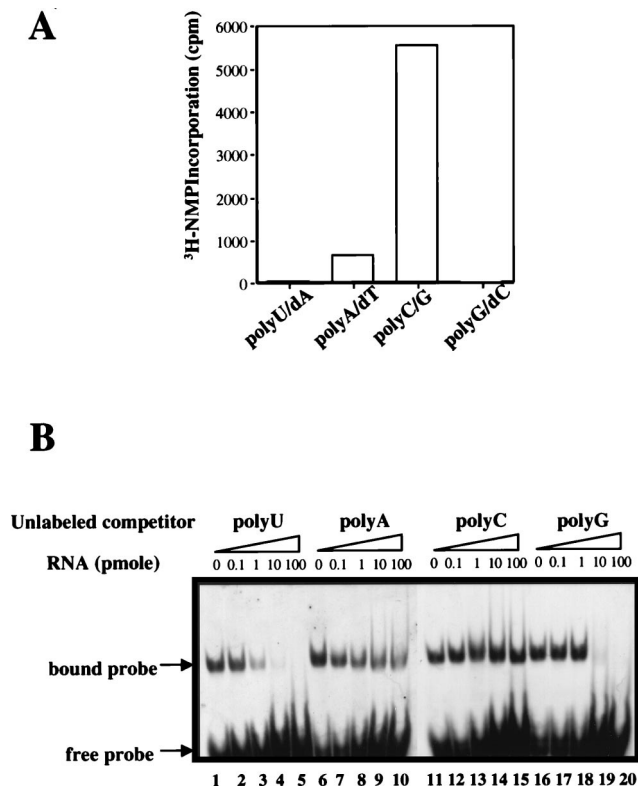 A
³H-NMPIncorporation (cpm)
6000
5000
4000
3000
2000
1000
0
polyU/dA
polyA/dT
polyC/G
polyG/dC
B
Unlabeled competitor polyU polyA polyC polyG
RNA (pmole) 0 0.1 1 10 100 0 0.1 1 10 100 0 0.1 1 10 100 0 0.1 1 10 100
bound probe
free probe
1 2 3 4 5 6 7 8 9 10 11 12 13 14 15 16 17 18 19 20